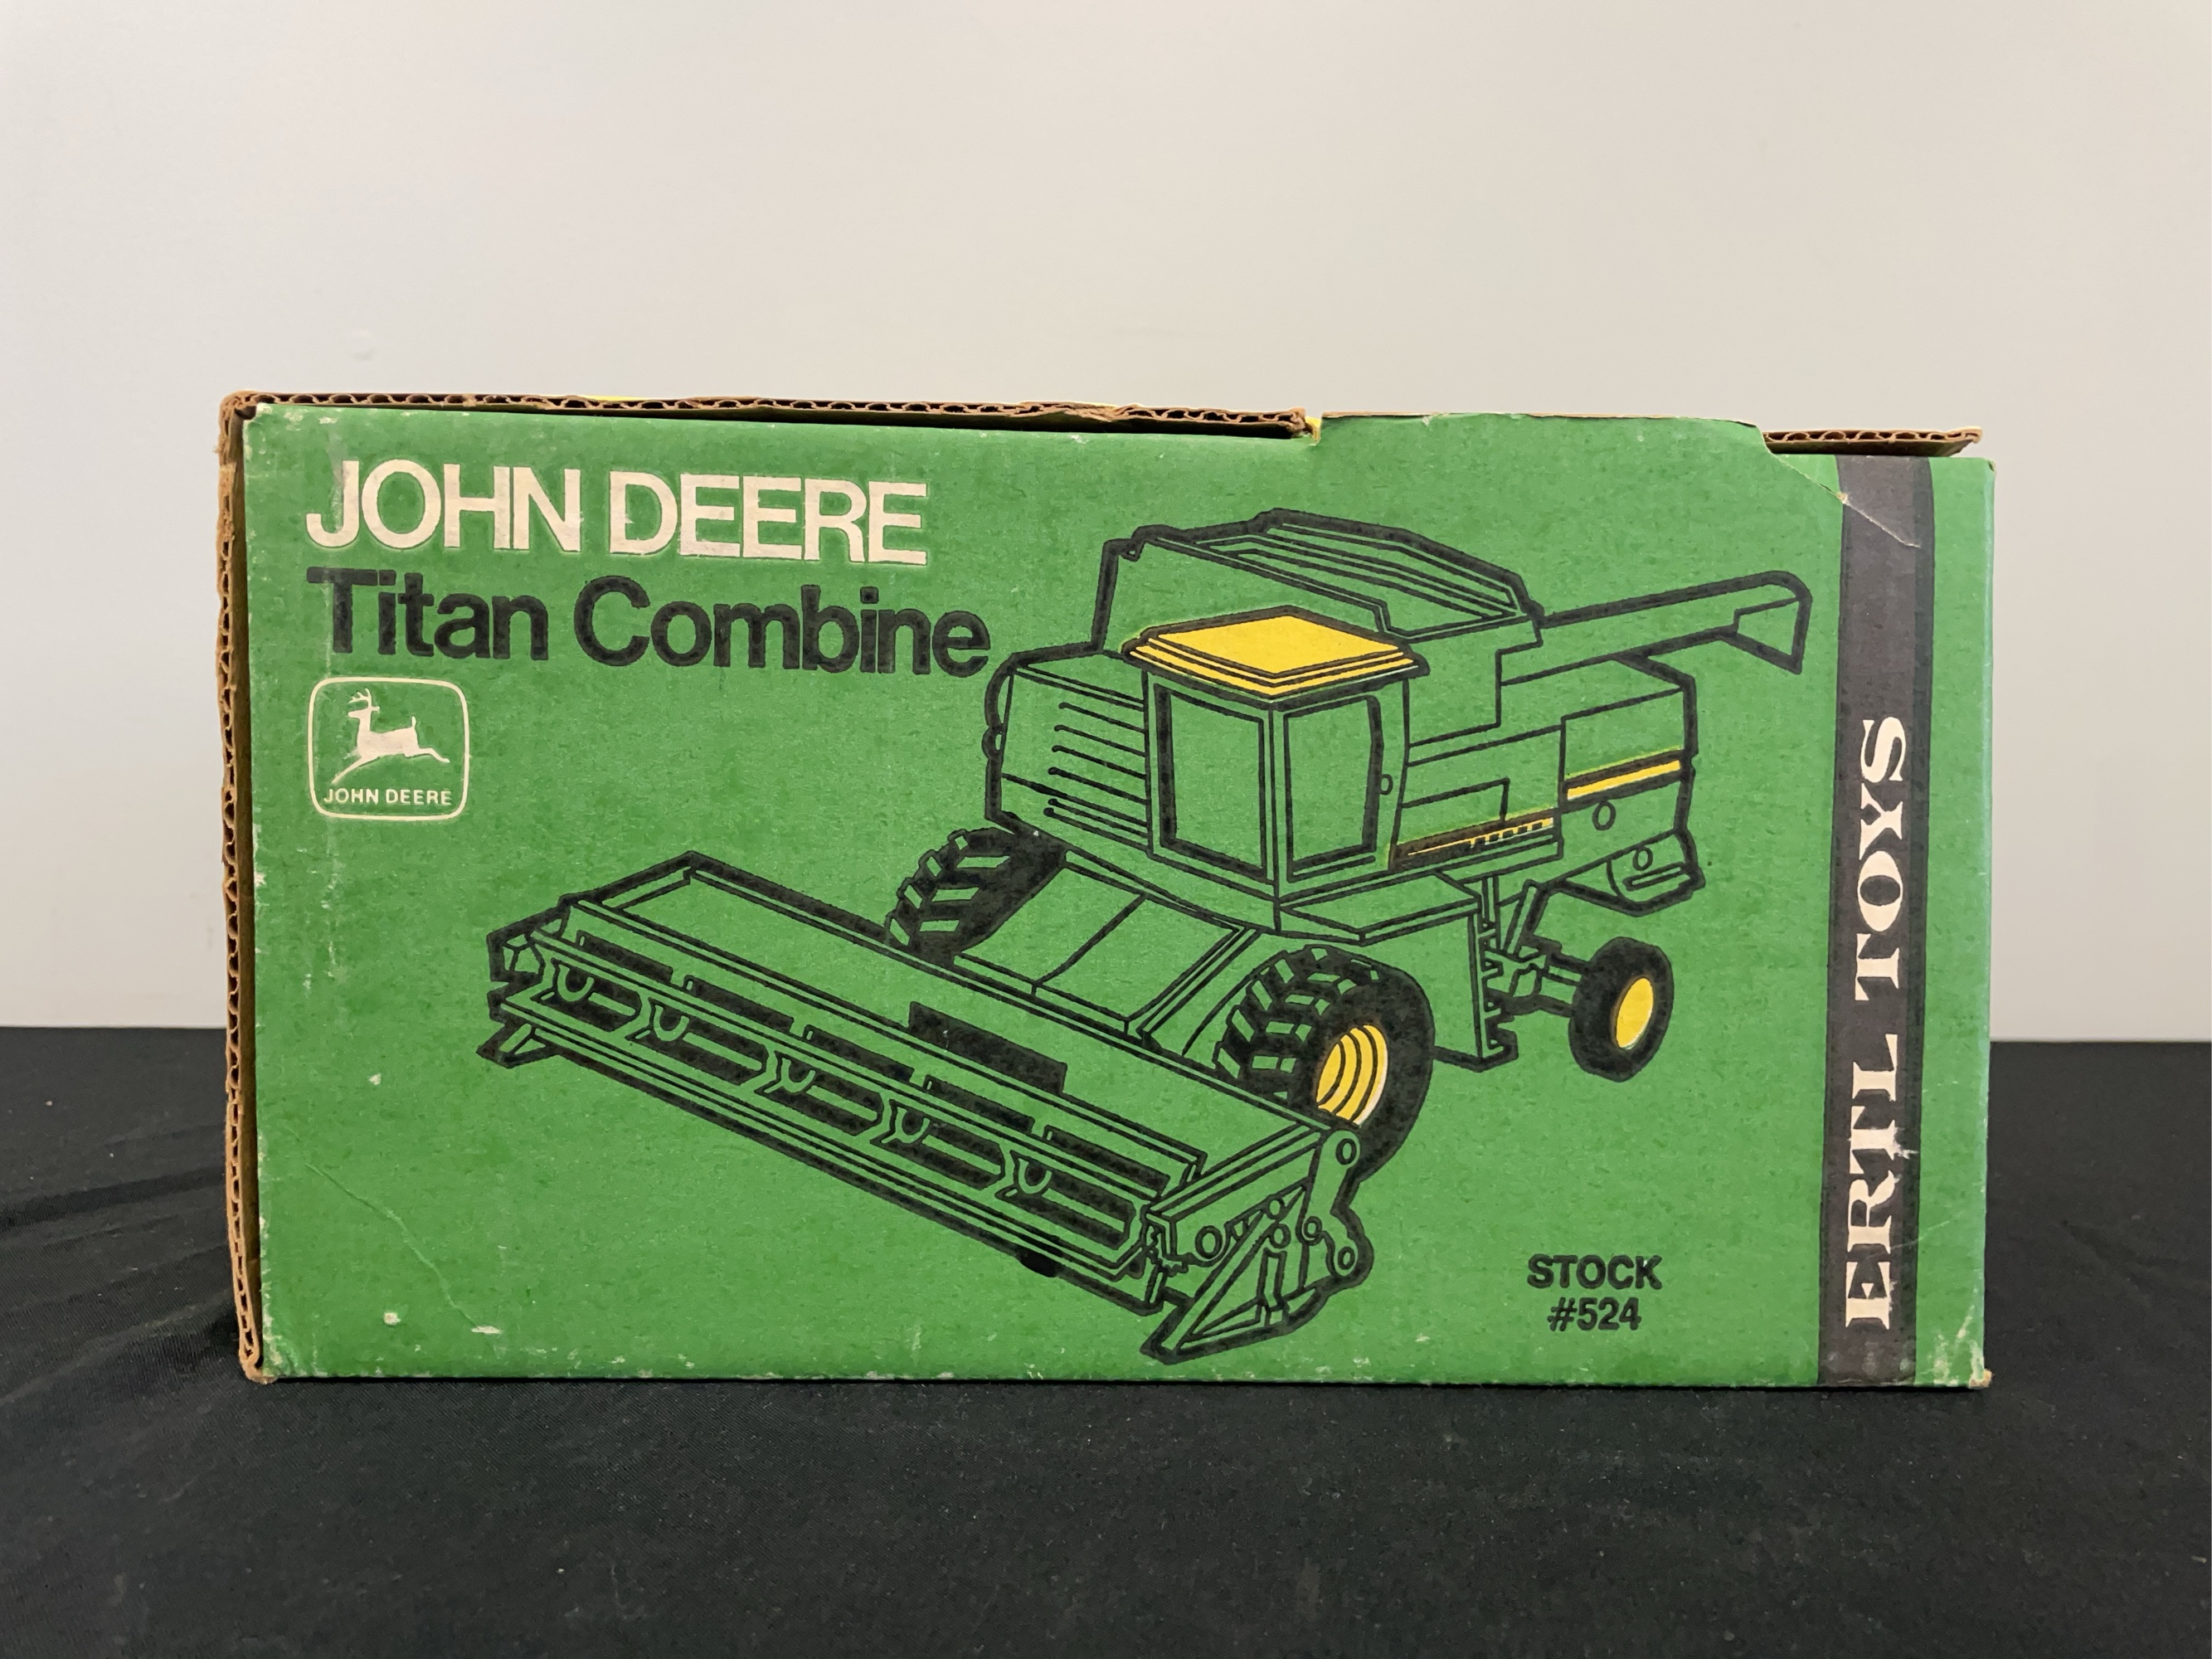 JOHN DEERE
Titan Combine
JOHN DEERE
STOCK
#524
ERTL TOYS